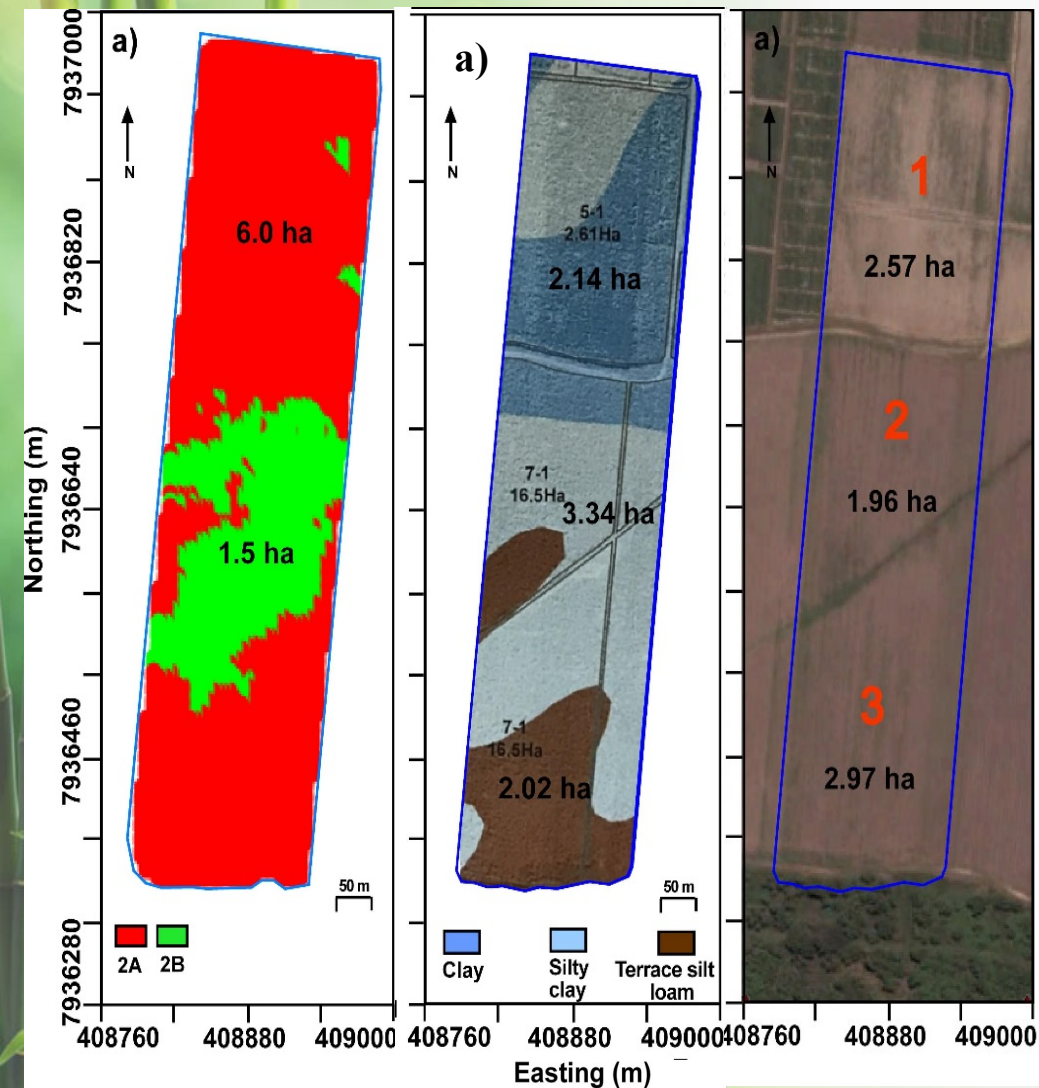 Northing (m)
7937000
7936820
7936640
7936460
7936280
a)
N
6.0 ha
1.5 ha
50 m
2A
2B
408760
408880
409000
a)
N
5-1
2.61Ha
2.14 ha
7-1
16.5Ha
3.34 ha
7-1
16.5Ha
2.02 ha
50 m
Clay
Silty
clay
Terrace silt
loam
408760
408880
409000
a)
N
1
2.57 ha
2
1.96 ha
3
2.97 ha
408760
408880
409000
Easting (m)